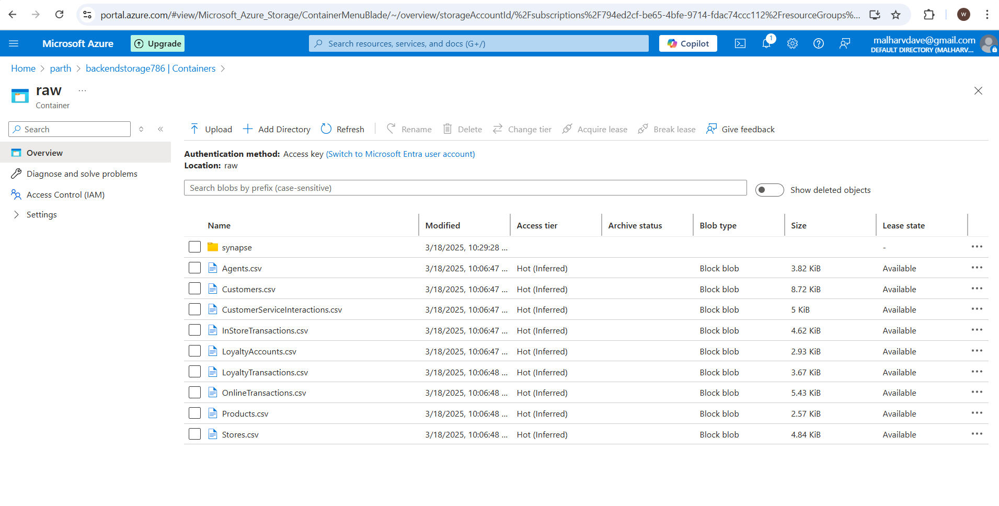 portal.azure.com/#view/Microsoft_Azure_Storage/ContainerMenuBlade/~/overview/storageAccountId/%2Fsubscriptions%2F794ed2cf-be65-4bfe-9714-fdac74ccc112%2FresourceGroups%...
W
Microsoft Azure
Upgrade
Search resources, services, and docs (G+/)
Copilot
1
malharvdave@gmail.com
DEFAULT DIRECTORY (MALHARV...
Home > parth > backendstorage786 | Containers >
raw ...
Container
Search
Overview
Diagnose and solve problems
Access Control (IAM)
Settings
Upload Add Directory Refresh Rename Delete Change tier Acquire lease Break lease Give feedback
Authentication method: Access key (Switch to Microsoft Entra user account)
Location: raw
Search blobs by prefix (case-sensitive)
Show deleted objects
Name Modified Access tier Archive status Blob type Size Lease state
synapse 3/18/2025, 10:29:28 ... -
Agents.csv 3/18/2025, 10:06:47 ... Hot (Inferred) Block blob 3.82 KiB Available
Customers.csv 3/18/2025, 10:06:47 ... Hot (Inferred) Block blob 8.72 KiB Available
CustomerServiceInteractions.csv 3/18/2025, 10:06:47 ... Hot (Inferred) Block blob 5 KiB Available
InStoreTransactions.csv 3/18/2025, 10:06:47 ... Hot (Inferred) Block blob 4.62 KiB Available
LoyaltyAccounts.csv 3/18/2025, 10:06:47 ... Hot (Inferred) Block blob 2.93 KiB Available
LoyaltyTransactions.csv 3/18/2025, 10:06:48 ... Hot (Inferred) Block blob 3.67 KiB Available
OnlineTransactions.csv 3/18/2025, 10:06:48 ... Hot (Inferred) Block blob 5.43 KiB Available
Products.csv 3/18/2025, 10:06:48 ... Hot (Inferred) Block blob 2.57 KiB Available
Stores.csv 3/18/2025, 10:06:48 ... Hot (Inferred) Block blob 4.84 KiB Available